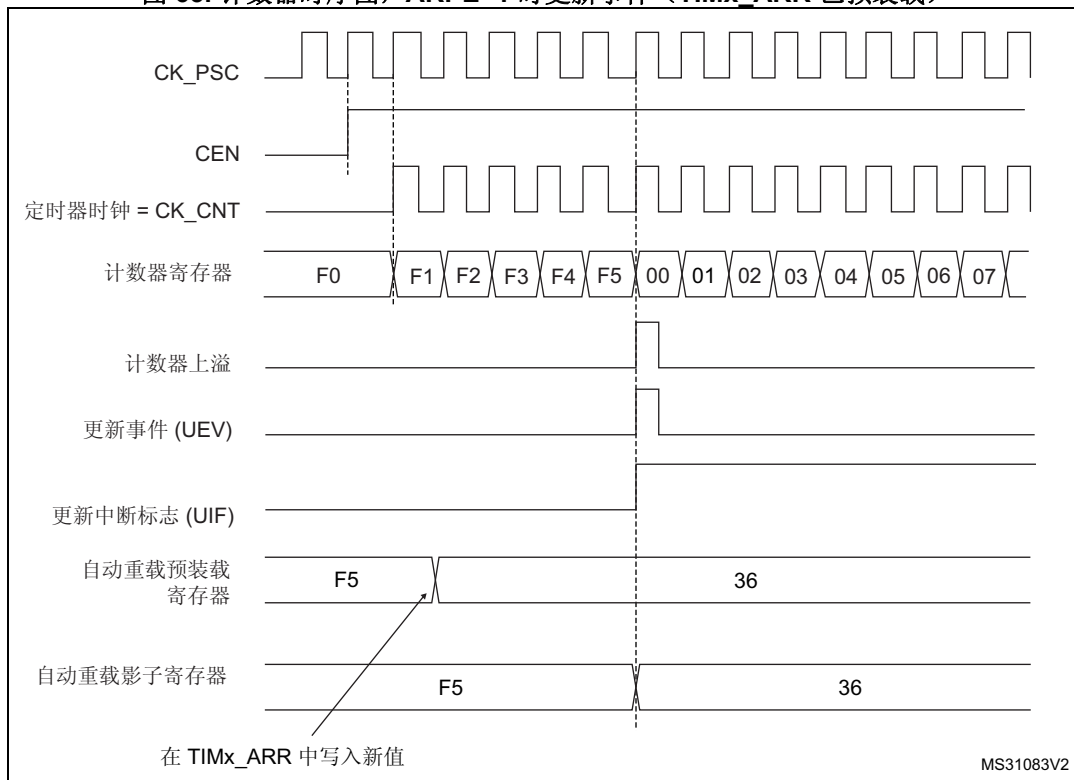 CK_PSC
CEN
定时器时钟 = CK_CNT
计数器寄存器
F0 F1 F2 F3 F4 F5 00 01 02 03 04 05 06 07
计数器上溢
更新事件 (UEV)
更新中断标志 (UIF)
自动重载预装载
寄存器
F5 36
自动重载影子寄存器
F5 36
在 TIMx_ARR 中写入新值
MS31083V2